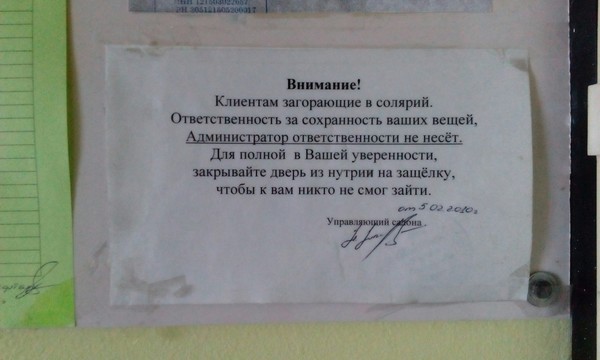 Внимание!
Клиентам загорающие в солярий.
Ответственность за сохранность ваших вещей,
Администратор ответственности не несёт.
Для полной в Вашей уверенности,
закрывайте дверь из нутрии на защёлку,
чтобы к вам никто не смог зайти.
от 5.02.2010г
Управляющий салона